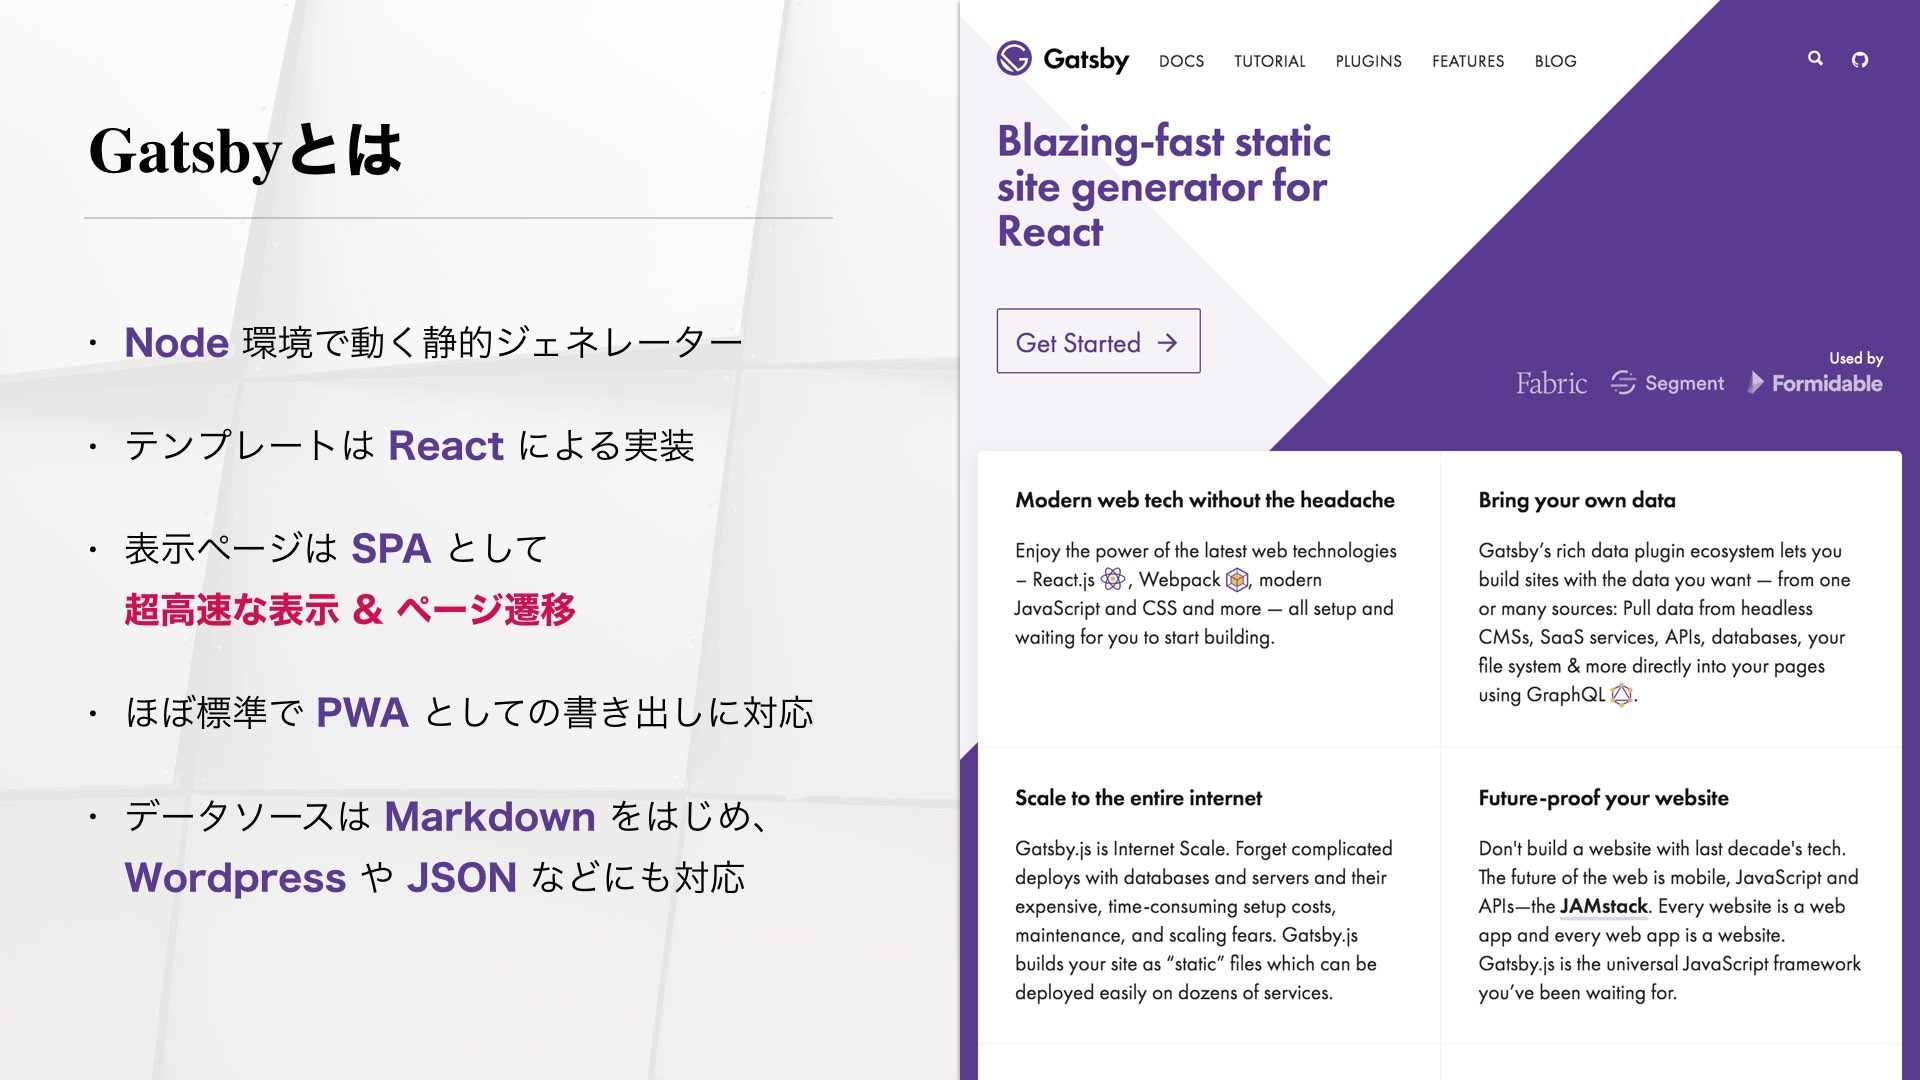 Gatsbyとは
・ Node 環境で動く静的ジェネレーター
・ テンプレートは React による実装
・ 表示ページは SPA として
超高速な表示 & ページ遷移
・ ほぼ標準で PWA としての書き出しに対応
・ データソースは Markdown をはじめ、
Wordpress や JSON などにも対応
Gatsby DOCS TUTORIAL PLUGINS FEATURES BLOG
Blazing-fast static
site generator for
React
Get Started →
Used by
Fabric Segment Formidable
Modern web tech without the headache
Enjoy the power of the latest web technologies
– React.js , Webpack , modern
JavaScript and CSS and more — all setup and
waiting for you to start building.
Bring your own data
Gatsby’s rich data plugin ecosystem lets you
build sites with the data you want — from one
or many sources: Pull data from headless
CMSs, SaaS services, APIs, databases, your
file system & more directly into your pages
using GraphQL .
Scale to the entire internet
Gatsby.js is Internet Scale. Forget complicated
deploys with databases and servers and their
expensive, time-consuming setup costs,
maintenance, and scaling fears. Gatsby.js
builds your site as “static” files which can be
deployed easily on dozens of services.
Future-proof your website
Don't build a website with last decade's tech.
The future of the web is mobile, JavaScript and
APIs—the JAMstack. Every website is a web
app and every web app is a website.
Gatsby.js is the universal JavaScript framework
you’ve been waiting for.